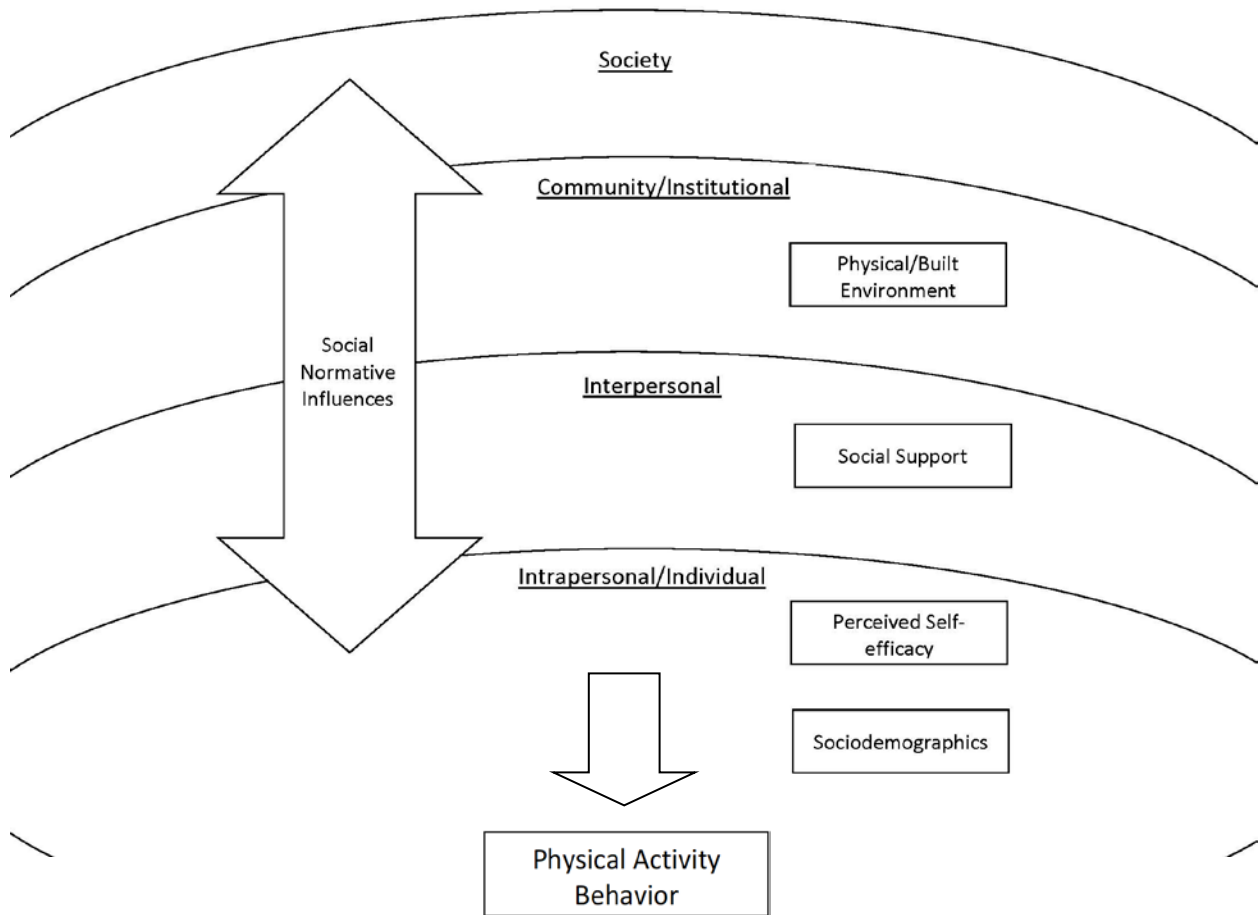 Society
Community/Institutional
Physical/Built
Environment
Social
Normative
Influences
Interpersonal
Social Support
Intrapersonal/Individual
Perceived Self-
efficacy
Sociodemographics
Physical Activity
Behavior